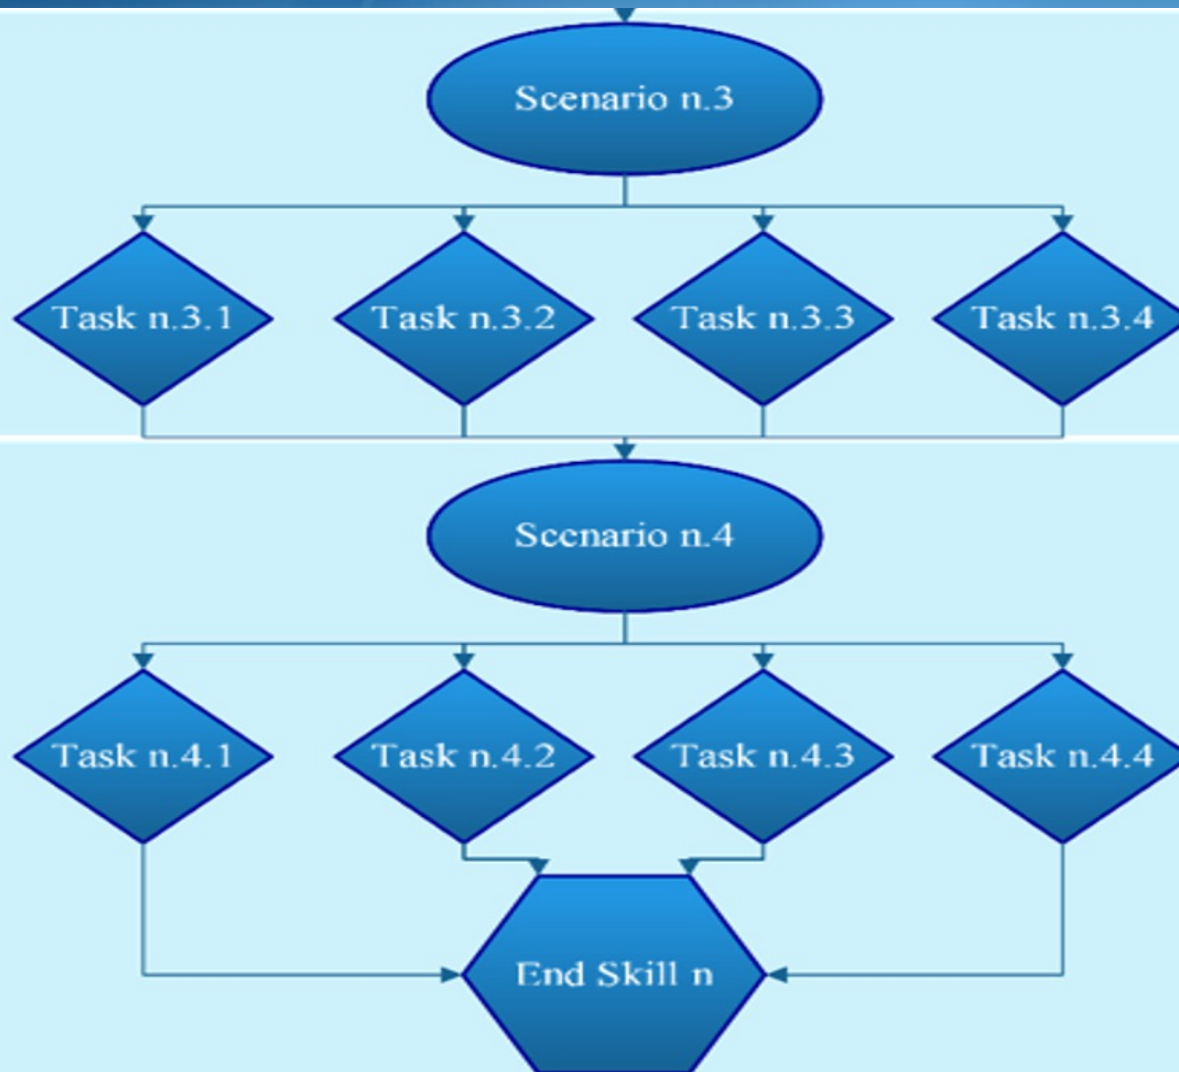 Scenario n.3
Task n.3.1
Task n.3.2
Task n.3.3
Task n.3.4
Scenario n.4
Task n.4.1
Task n.4.2
Task n.4.3
Task n.4.4
End Skill n